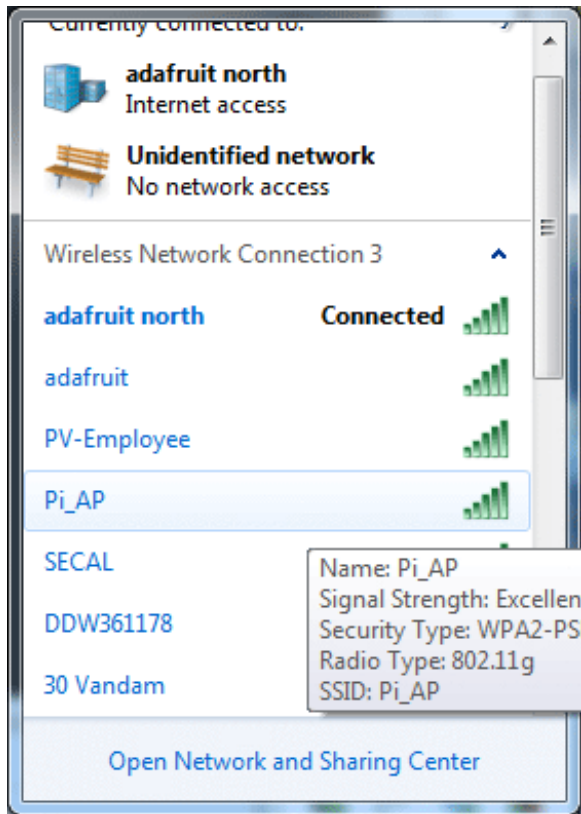 Currently connected to:
adafruit north
Internet access
Unidentified network
No network access
Wireless Network Connection 3
adafruit north Connected
adafruit
PV-Employee
Pi_AP
SECAL
DDW361178
30 Vandam
Name: Pi_AP
Signal Strength: Excellen
Security Type: WPA2-PS
Radio Type: 802.11g
SSID: Pi_AP
Open Network and Sharing Center